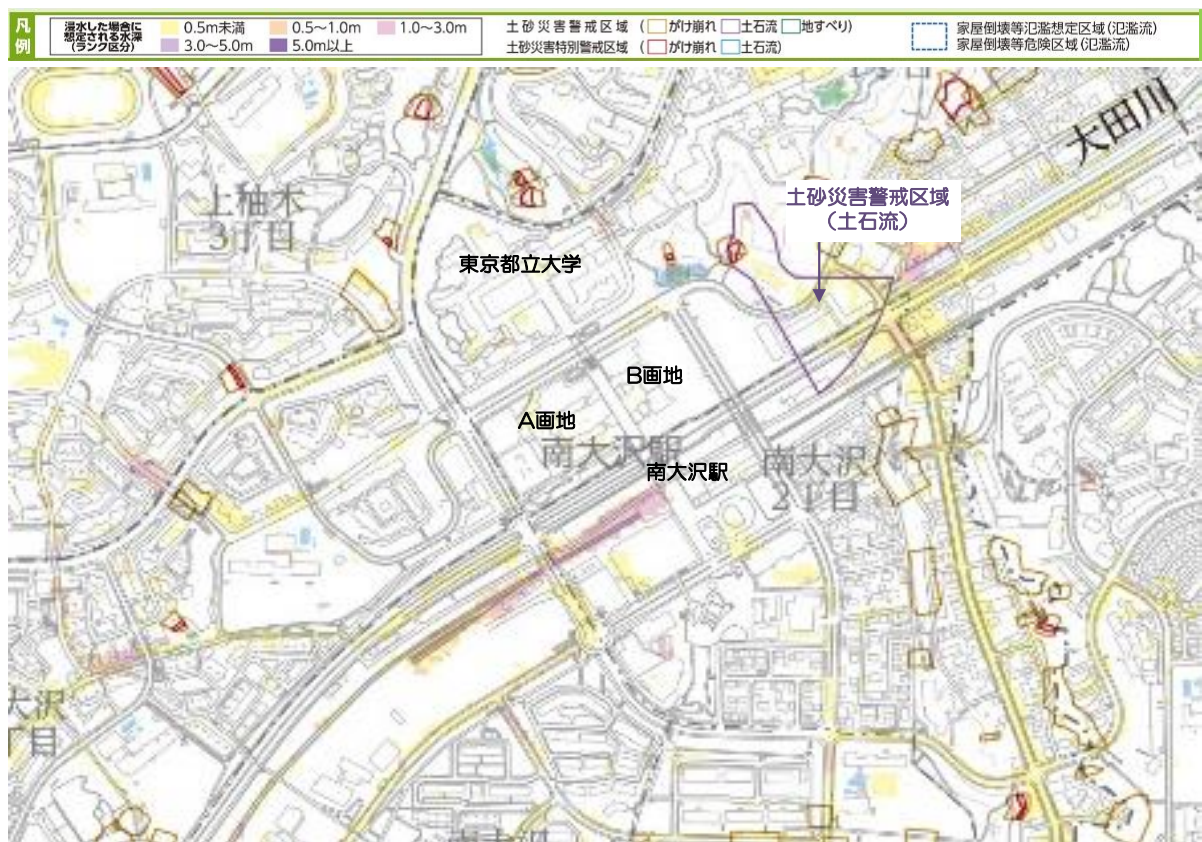 凡
例
浸水した場合に
想定される水深
(ランク区分)
0.5m未満
0.5~1.0m
1.0~3.0m
3.0~5.0m
5.0m以上
土砂災害警戒区域 ( がけ崩れ 土石流 地すべり)
土砂災害特別警戒区域 ( がけ崩れ 土石流)
家屋倒壊等氾濫想定区域(氾濫流)
家屋倒壊等危険区域(氾濫流)
大田川
上柚木
3丁目
土砂災害警戒区域
(土石流)
東京都立大学
B画地
A画地
南大沢駅
南大沢駅
南大沢
2丁目
大沢
丁目